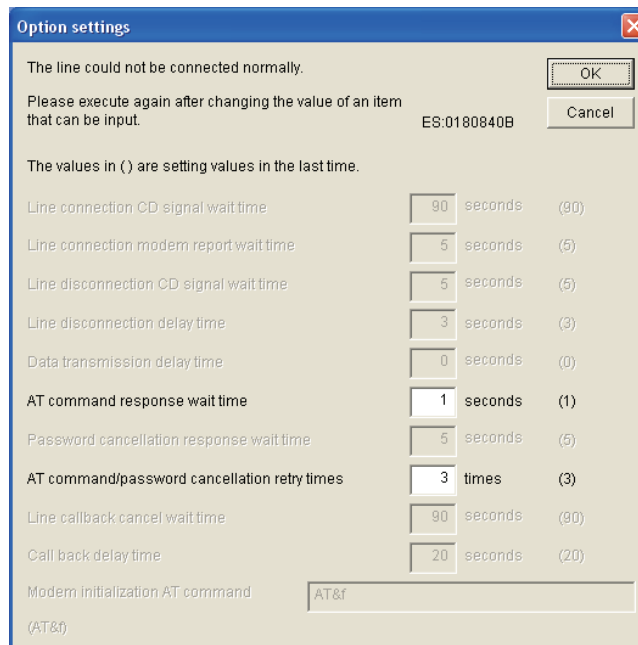 Option settings
The line could not be connected normally.
OK
Please execute again after changing the value of an item
that can be input.
ES:0180840B
Cancel
The values in ( ) are setting values in the last time.
Line connection CD signal wait time 90 seconds (90)
Line connection modem report wait time 5 seconds (5)
Line disconnection CD signal wait time 5 seconds (5)
Line disconnection delay time 3 seconds (3)
Data transmission delay time 0 seconds (0)
AT command response wait time 1 seconds (1)
Password cancellation response wait time 5 seconds (5)
AT command/password cancellation retry times 3 times (3)
Line callback cancel wait time 90 seconds (90)
Call back delay time 20 seconds (20)
Modem initialization AT command AT&f
(AT&f)